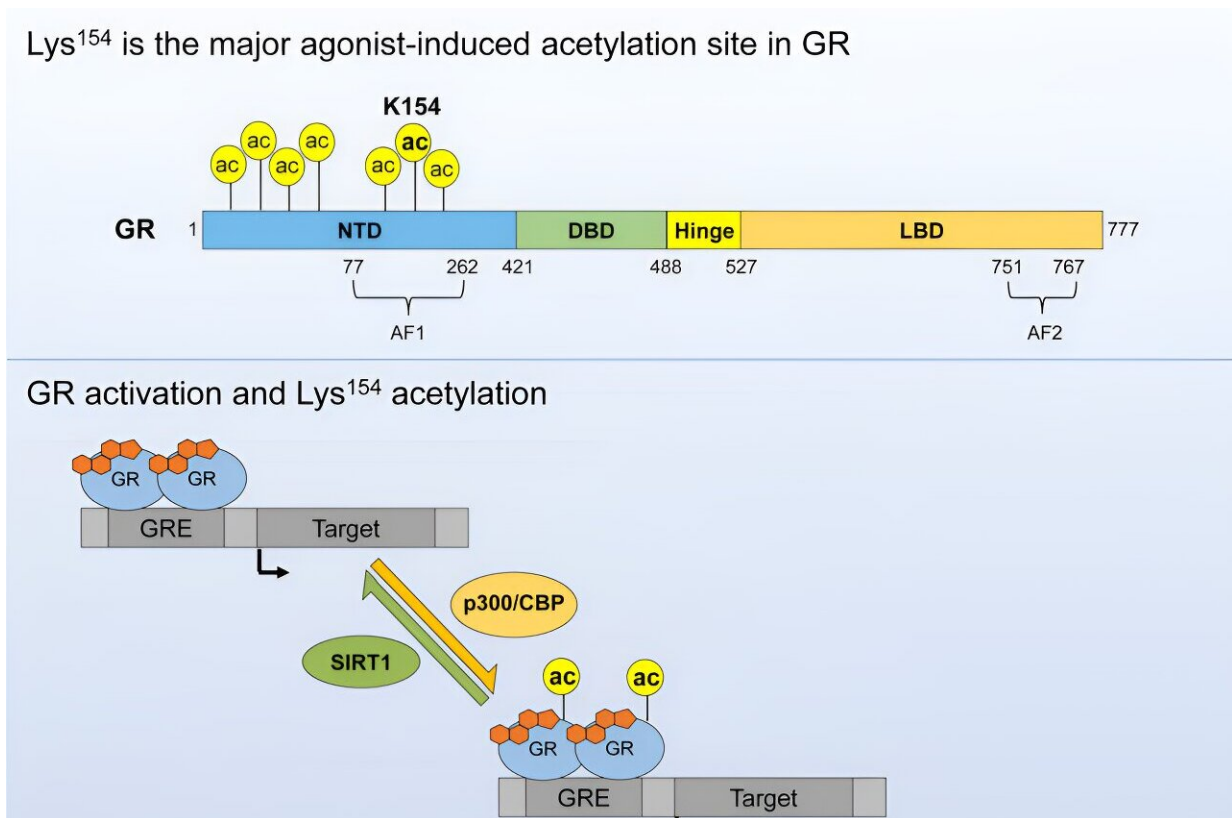 Lys¹⁵⁴ is the major agonist-induced acetylation site in GR
K154
ac ac ac ac ac ac ac
GR 1 NTD DBD Hinge LBD 777
77 262 421 488 527 751 767
AF1 AF2
GR activation and Lys¹⁵⁴ acetylation
GR GR
GRE Target
p300/CBP
SIRT1
ac ac
GR GR
GRE Target